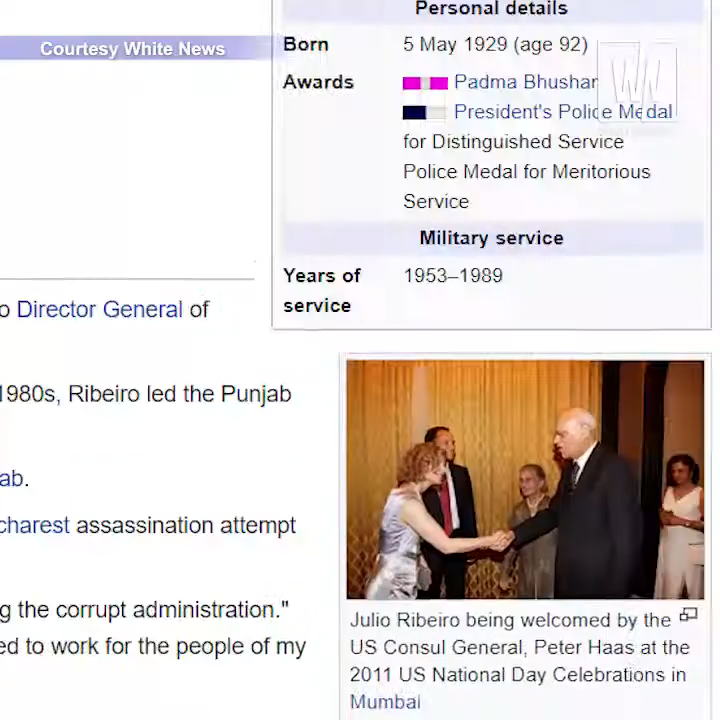 Courtesy White News
Personal details
Born 5 May 1929 (age 92)
Awards Padma Bhushan
President's Police Medal
for Distinguished Service
Police Medal for Meritorious
Service
Military service
Years of service 1953–1989
o Director General of
1980s, Ribeiro led the Punjab
ab.
charest assassination attempt
g the corrupt administration."
ed to work for the people of my
Julio Ribeiro being welcomed by the
US Consul General, Peter Haas at the
2011 US National Day Celebrations in
Mumbai